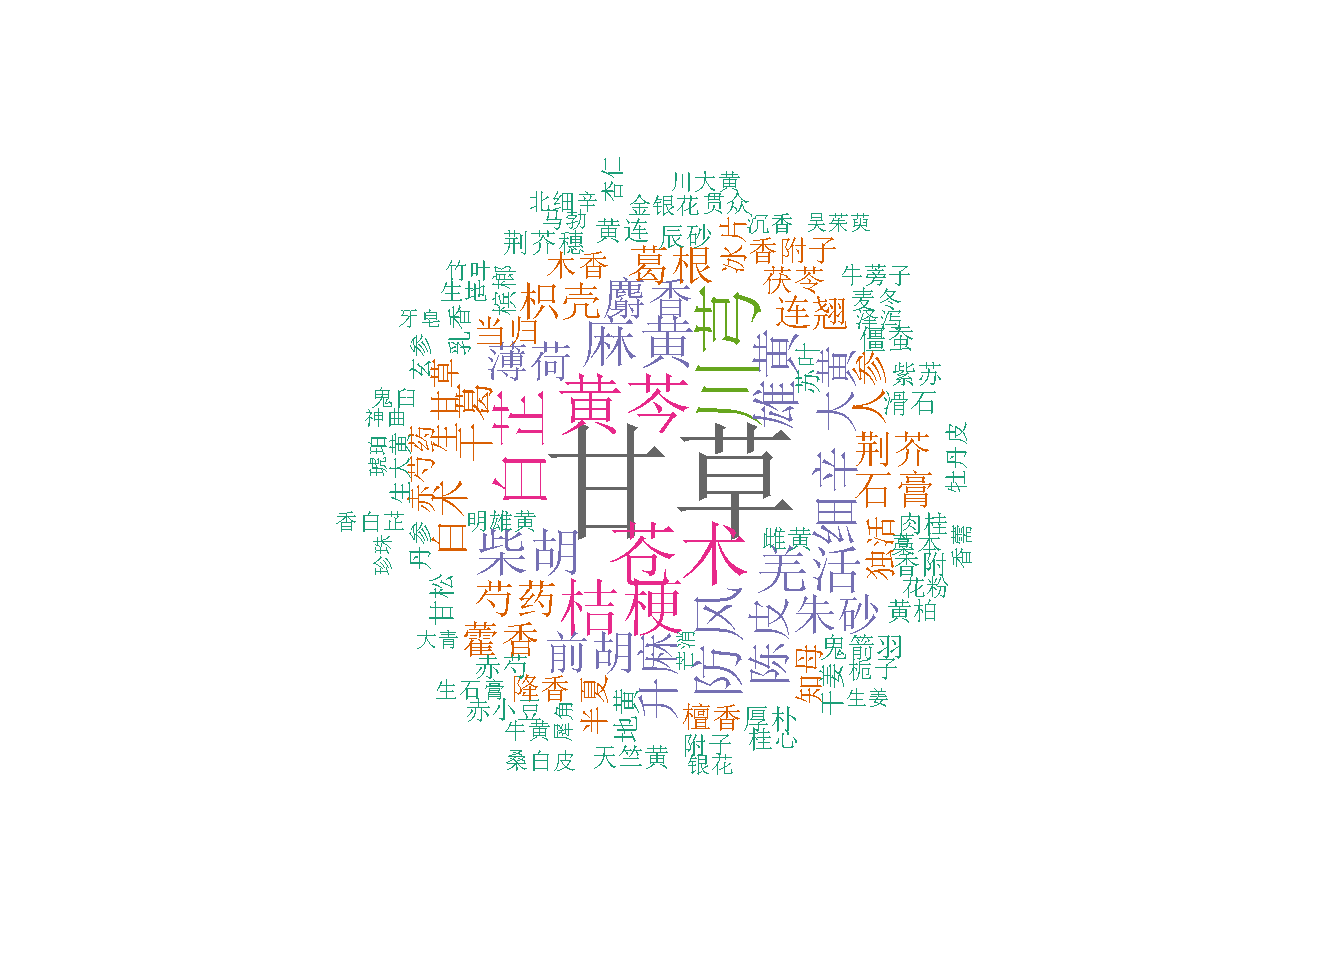 杏仁
川大黄
北细辛
金银花
贯众
马勃
沉香
吴茱萸
荆芥穗
黄连
辰砂
冰片
香附子
木香
葛根
竹叶
茯苓
牛蒡子
生地
槟榔
枳壳
麝香
川芎
连翘
麦冬
泽泻
牙皂
乳香
当归
麻黄
雄黄
僵蚕
玄参
薄荷
苏叶
大黄
人参
紫苏
甘草
干葛
鬼臼
黄芩
滑石
神曲
白芷
生干
琥珀
生大黄
赤芍药
甘草
荆芥
牡丹皮
白术
细辛
石膏
香白芷
明雄黄
苍术
雌黄
独活
肉桂
珍珠
丹参
柴胡
羌活
藁本
香附
香薷
甘松
芍药
桔梗
防风
陈皮
朱砂
花粉
黄柏
大青
藿香
前胡
升麻
芒硝
知母
鬼箭羽
赤芍
干姜
栀子
生石膏
降香
半夏
地黄
檀香
生姜
赤小豆
犀角
厚朴
牛黄
附子
桂心
桑白皮
天竺黄
银花